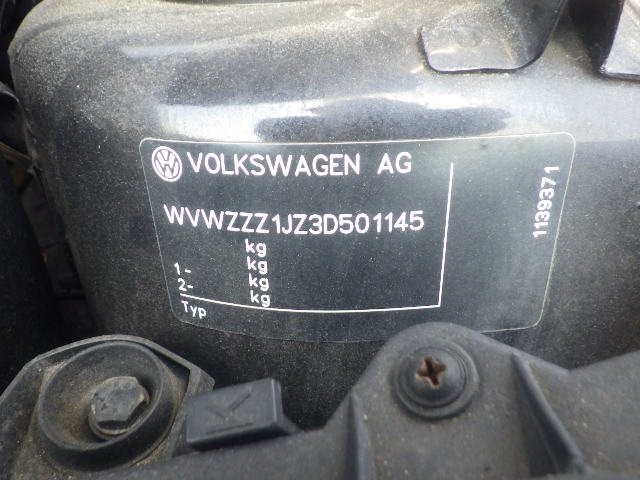 VOLKSWAGEN AG
WVWZZZ1JZ3D501145
kg
1- kg
2- kg
kg
Typ
1139371